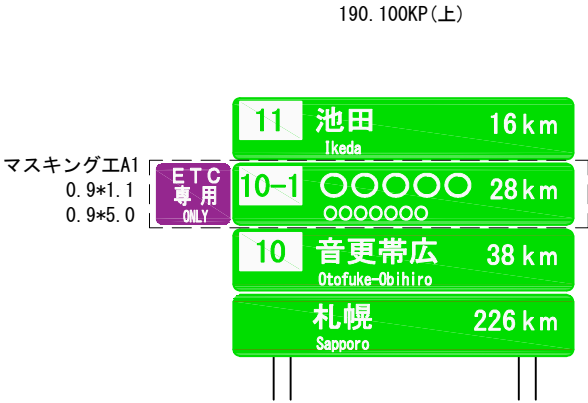 190.100KP(上)
11 池田 16km
Ikeda
マスキング工A1
0.9*1.1
0.9*5.0
ETC
専用
ONLY
10-1 ○○○○○ 28km
○○○○○○○
10 音更帯広 38km
Otofuke-Obihiro
札幌 226km
Sapporo